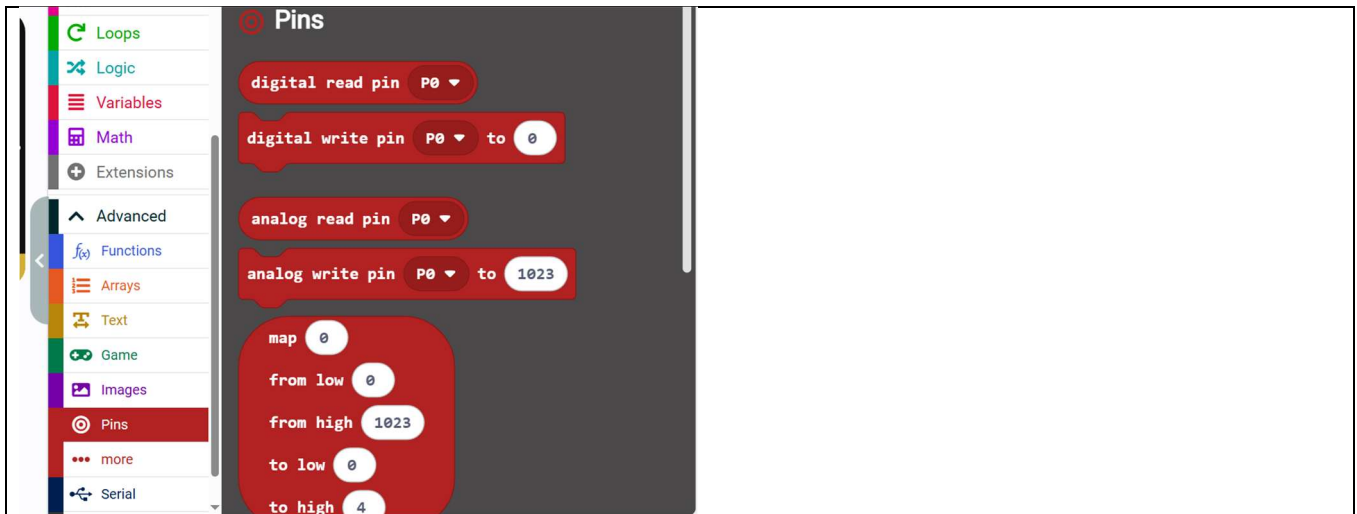 Loops
Logic
Variables
Math
Extensions
Advanced
f(x) Functions
Arrays
Text
Game
Images
Pins
more
Serial
Pins
digital read pin P0
digital write pin P0 to 0
analog read pin P0
analog write pin P0 to 1023
map 0
from low 0
from high 1023
to low 0
to high 4